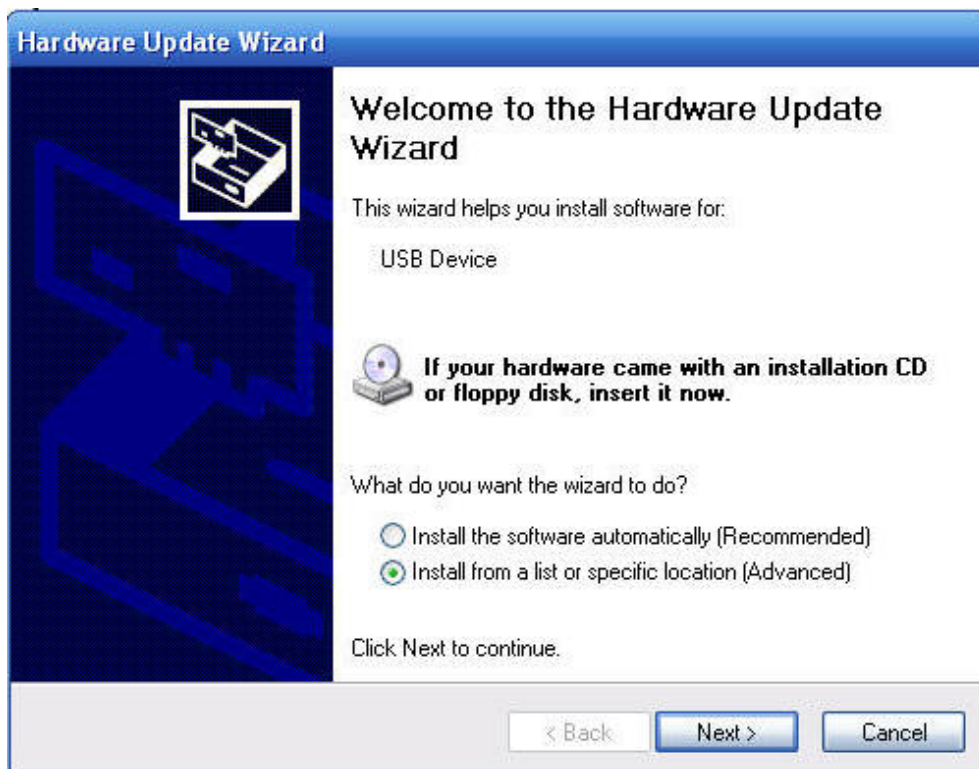 Hardware Update Wizard
Welcome to the Hardware Update
Wizard
This wizard helps you install software for:
USB Device
If your hardware came with an installation CD
or floppy disk, insert it now.
What do you want the wizard to do?
Install the software automatically (Recommended)
Install from a list or specific location (Advanced)
Click Next to continue.
< Back Next > Cancel